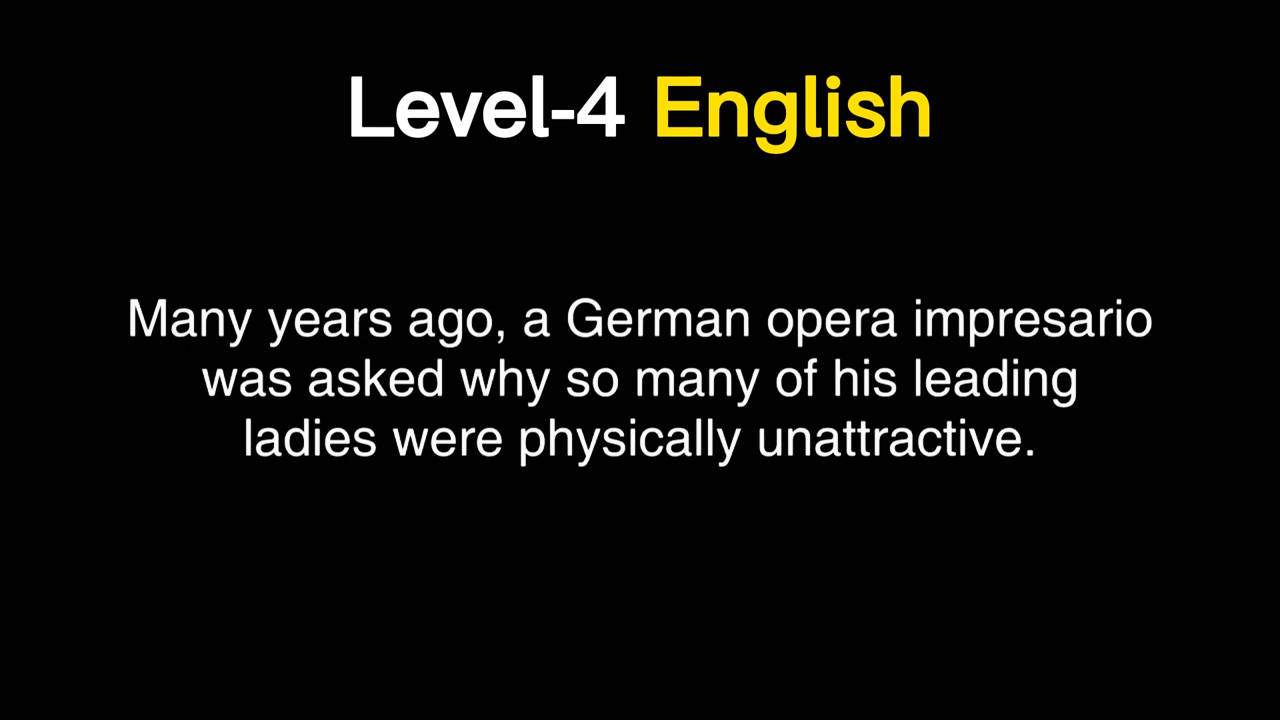 Level-4 English
Many years ago, a German opera impresario
was asked why so many of his leading
ladies were physically unattractive.